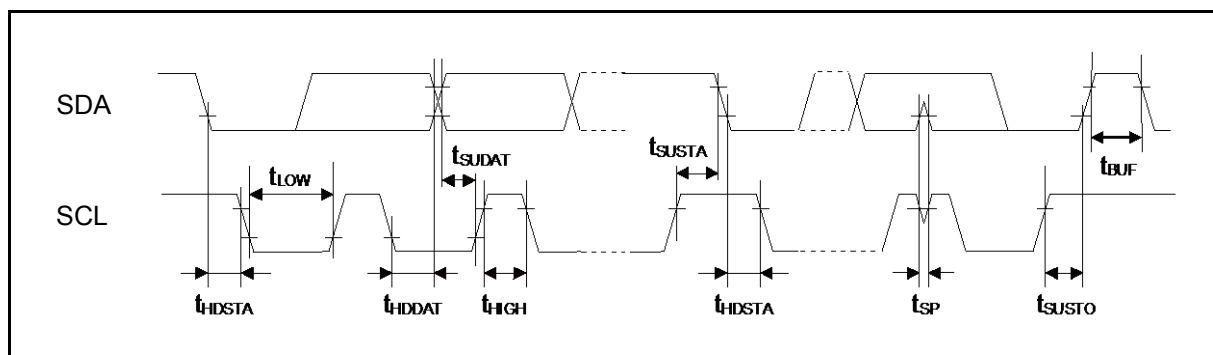 SDA
tSUDAT
tSUSTA
tBUF
tLOW
SCL
tHDSTA
tHDDAT
tHIGH
tHDSTA
tSP
tSUSTO